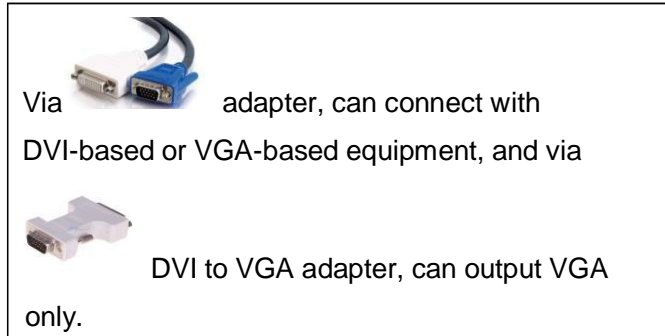 Via adapter, can connect with
DVI-based or VGA-based equipment, and via
DVI to VGA adapter, can output VGA
only.